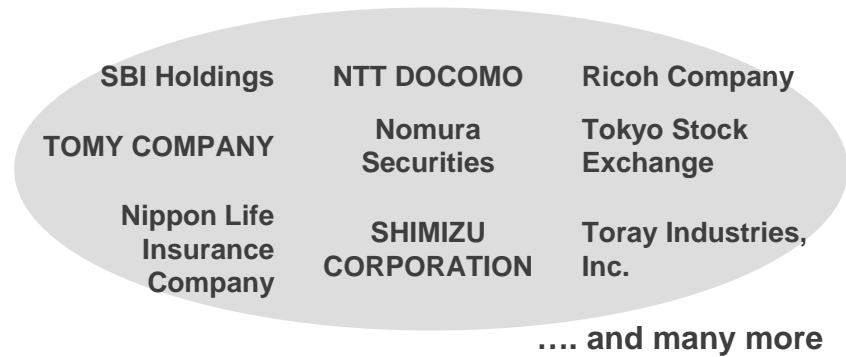 SBI Holdings
NTT DOCOMO
Ricoh Company
TOMY COMPANY
Nomura
Securities
Tokyo Stock
Exchange
Nippon Life
Insurance
Company
SHIMIZU
CORPORATION
Toray Industries,
Inc.
…. and many more